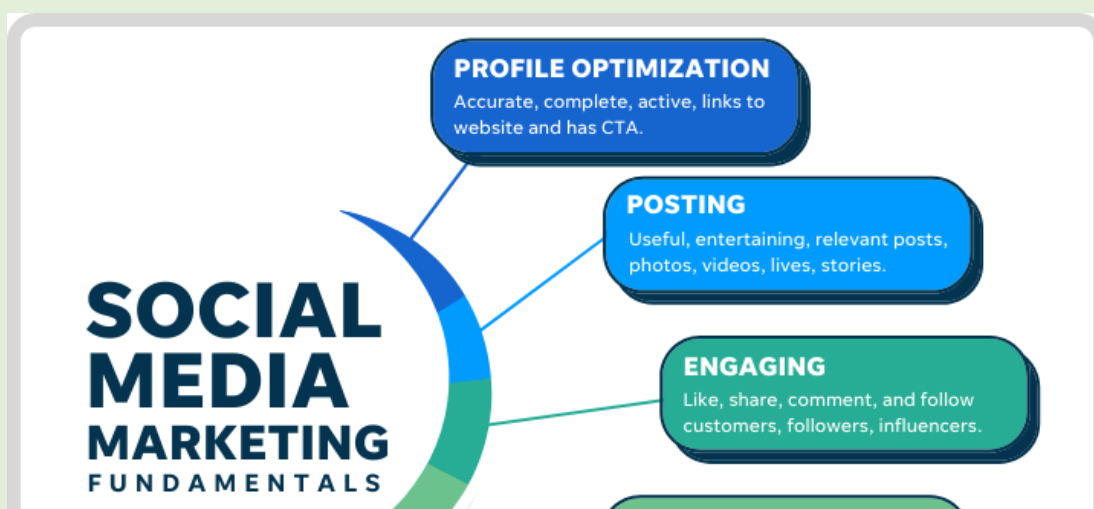 PROFILE OPTIMIZATION
Accurate, complete, active, links to
website and has CTA.
POSTING
Useful, entertaining, relevant posts,
photos, videos, lives, stories.
SOCIAL
MEDIA
MARKETING
FUNDAMENTALS
ENGAGING
Like, share, comment, and follow
customers, followers, influencers.